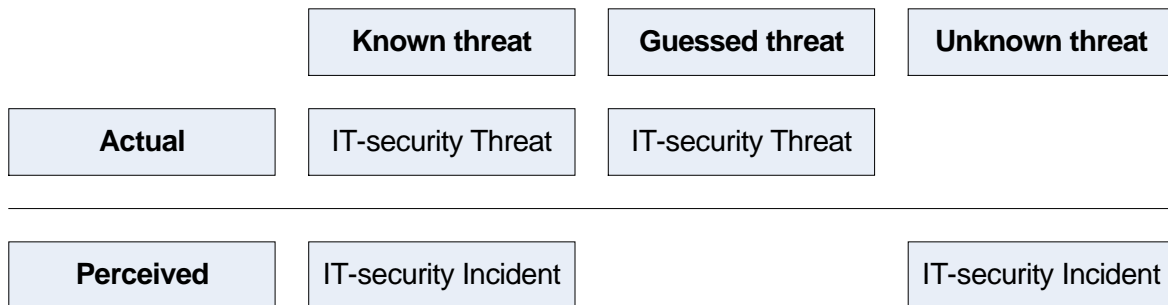 Known threat Guessed threat Unknown threat
Actual IT-security Threat IT-security Threat
Perceived IT-security Incident IT-security Incident